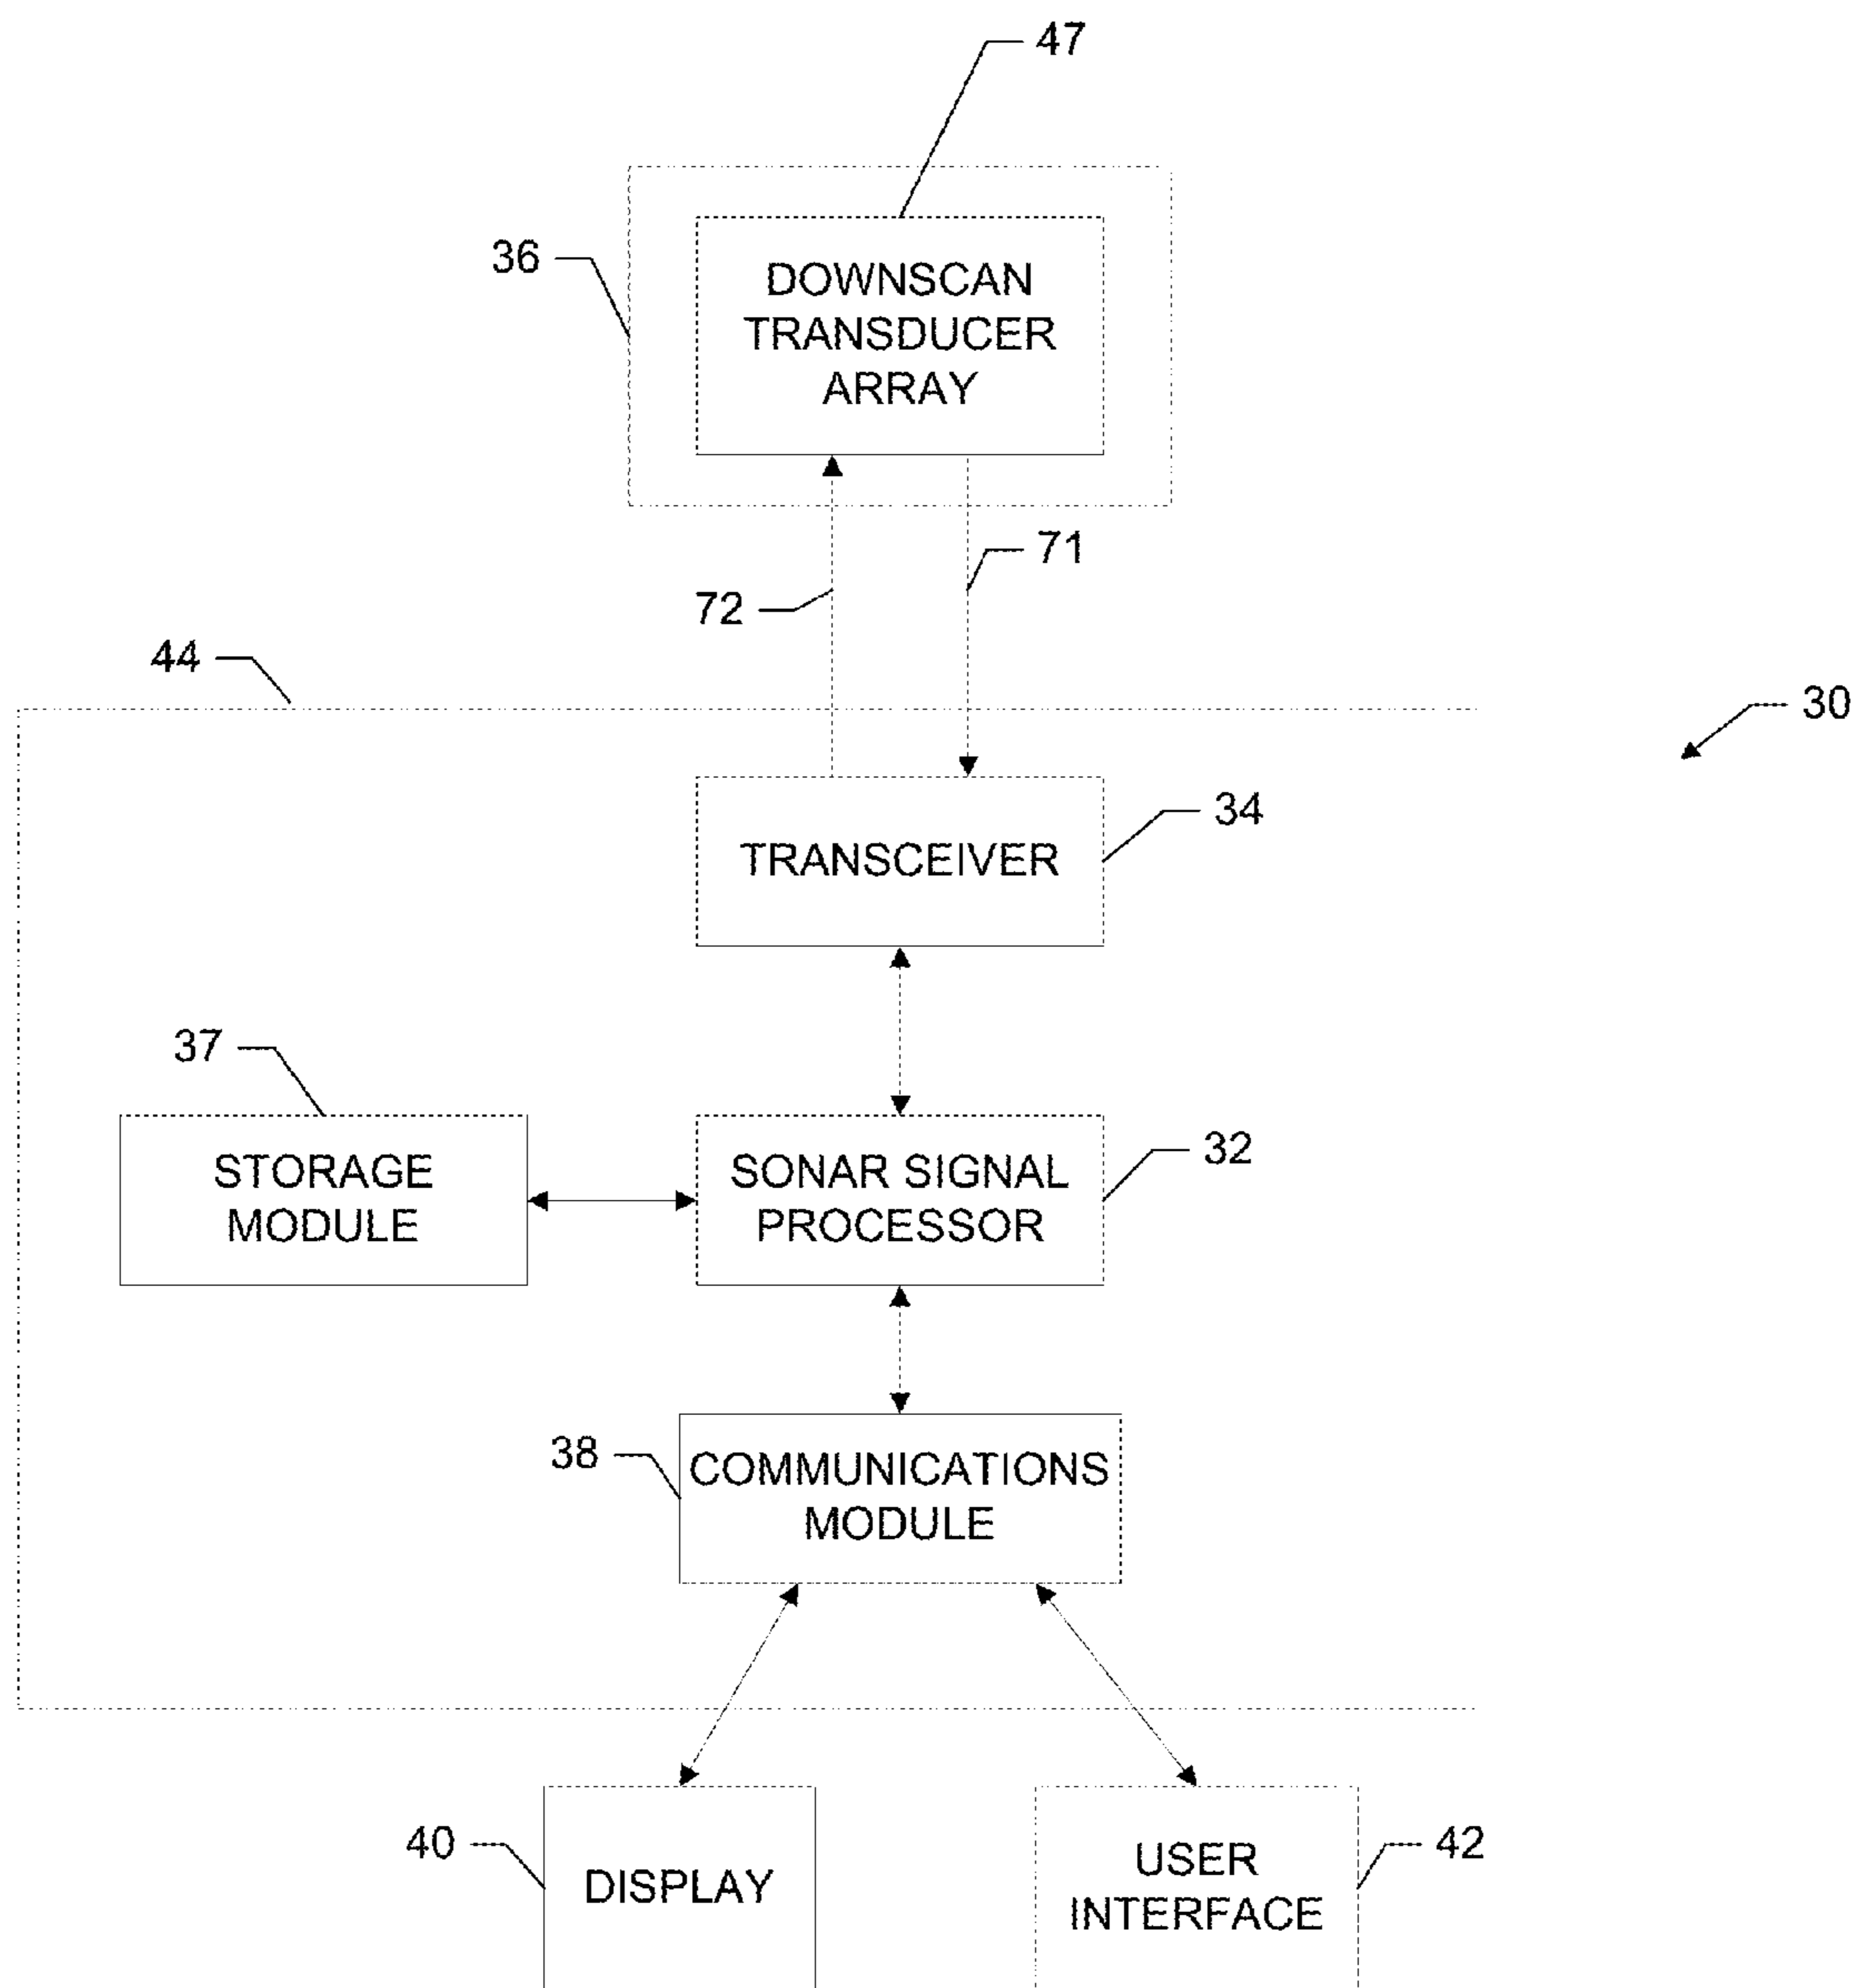 47
36
DOWNSCAN
TRANSDUCER
ARRAY
71
72
44
30
34
TRANSCEIVER
37
32
STORAGE
MODULE
SONAR SIGNAL
PROCESSOR
38
COMMUNICATIONS
MODULE
40
DISPLAY
USER
INTERFACE
42